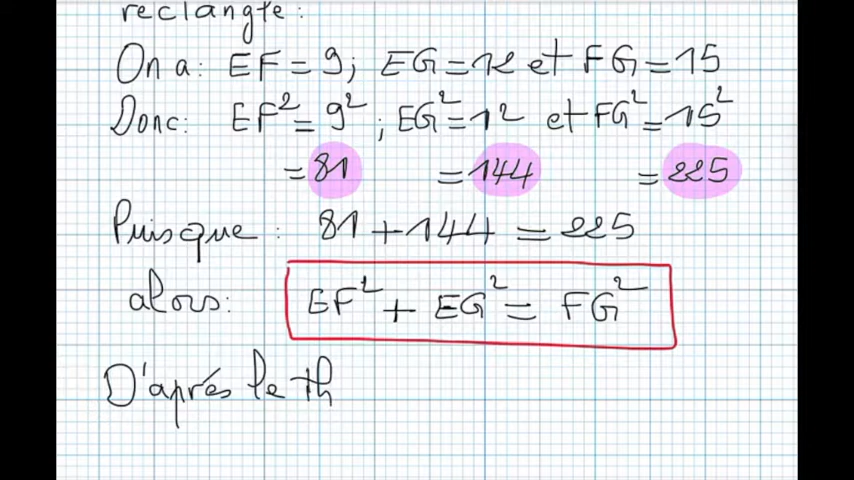 rectangle:
On a: EF=9; EG=12 et FG=15
Donc: EF²=9²; EG²=12 et FG²=15²
=81 =144 =225
Puisque: 81+144=225
alors: EF²+EG²=FG²
D'après le th